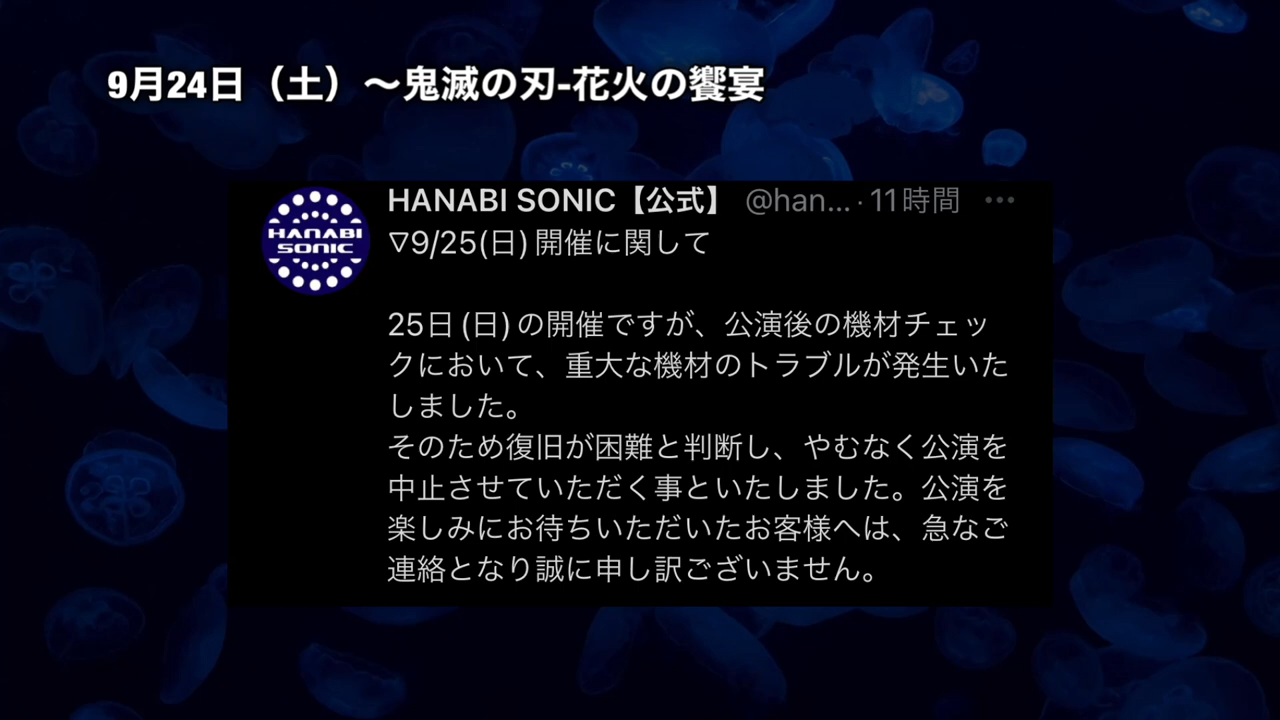 9月24日（土）～鬼滅の刃-花火の饗宴
HANABI SONIC【公式】 @han... · 11時間 ...
HANABI
SONIC
▽9/25(日)開催に関して
25日(日)の開催ですが、公演後の機材チェッ
クにおいて、重大な機材のトラブルが発生いた
しました。
そのため復旧が困難と判断し、やむなく公演を
中止させていただく事といたしました。公演を
楽しみにお待ちいただいたお客様へは、急なご
連絡となり誠に申し訳ございません。